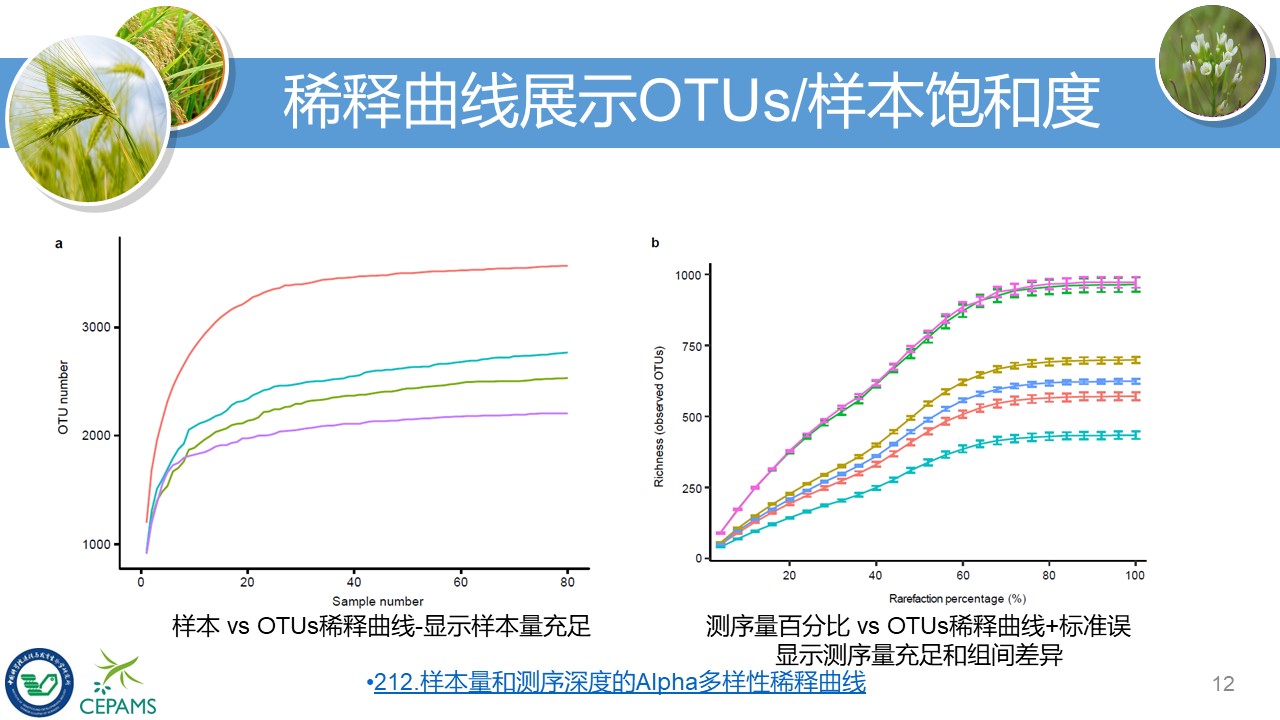 稀释曲线展示OTUs/样本饱和度
a
3000
2000
1000
OTU number
0 20 40 60 80
Sample number
样本 vs OTUs稀释曲线-显示样本量充足
b
1000
750
500
250
0
Richness (observed OTUs)
20 40 60 80 100
Rarefaction percentage (%)
测序量百分比 vs OTUs稀释曲线+标准误
显示测序量充足和组间差异
•212.样本量和测序深度的Alpha多样性稀释曲线
CEPAMS
12